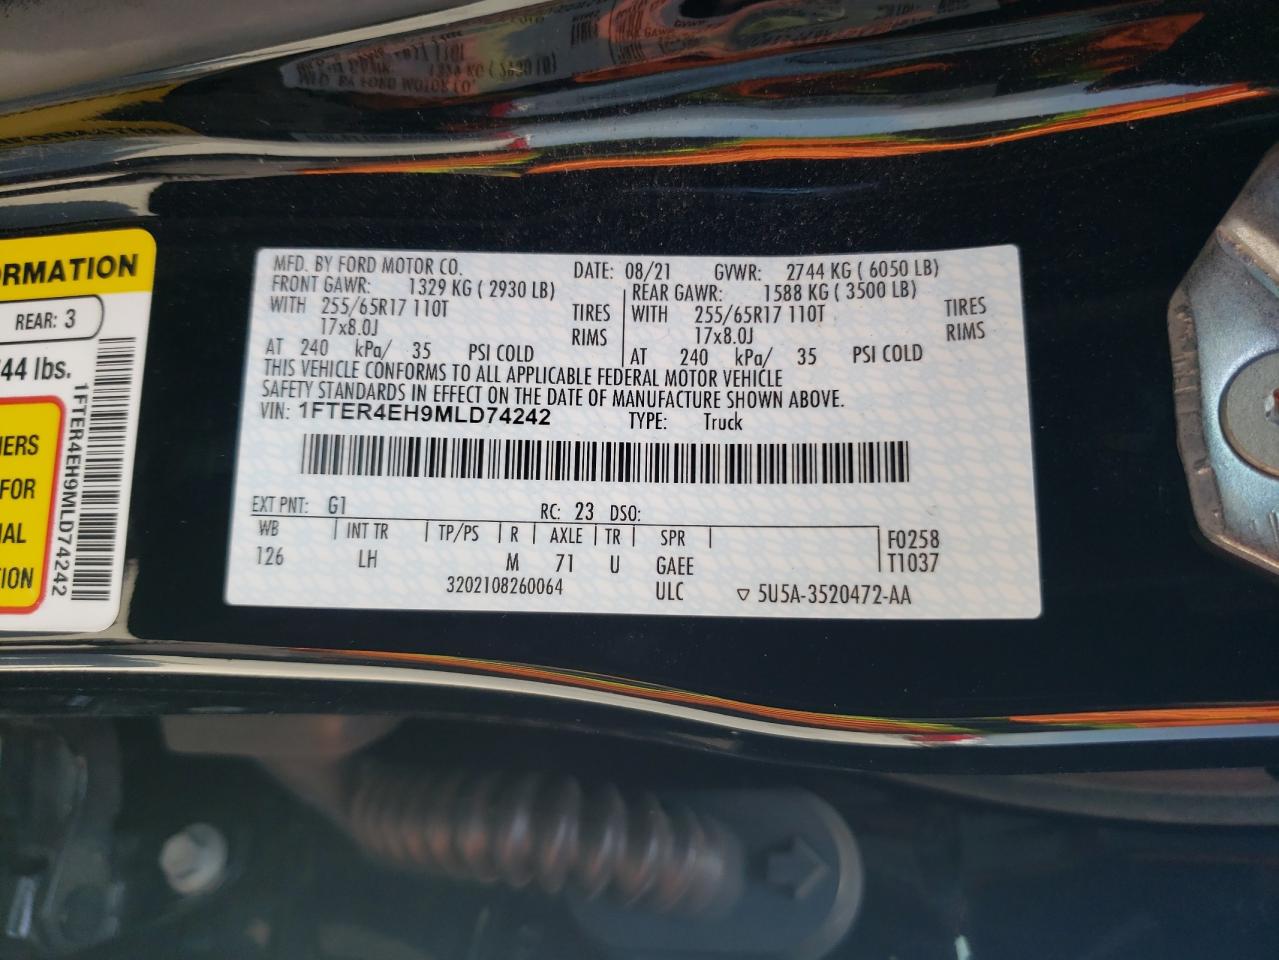 ORMATION
REAR: 3
44 lbs.
1FTER4EH9MLD74242
ERS
FOR
AL
ION
MFD. BY FORD MOTOR CO. DATE: 08/21 GVWR: 2744 KG ( 6050 LB)
FRONT GAWR: 1329 KG ( 2930 LB) REAR GAWR: 1588 KG ( 3500 LB)
WITH 255/65R17 110T TIRES WITH 255/65R17 110T TIRES
17x8.0J RIMS 17x8.0J RIMS
AT 240 kPa/ 35 PSI COLD AT 240 kPa/ 35 PSI COLD
THIS VEHICLE CONFORMS TO ALL APPLICABLE FEDERAL MOTOR VEHICLE
SAFETY STANDARDS IN EFFECT ON THE DATE OF MANUFACTURE SHOWN ABOVE.
VIN: 1FTER4EH9MLD74242 TYPE: Truck
EXT PNT: G1 RC: 23 DSO:
WB INT TR TP/PS R AXLE TR SPR F0258
126 LH M 71 U GAEE T1037
3202108260064 ULC ▽ 5U5A-3520472-AA